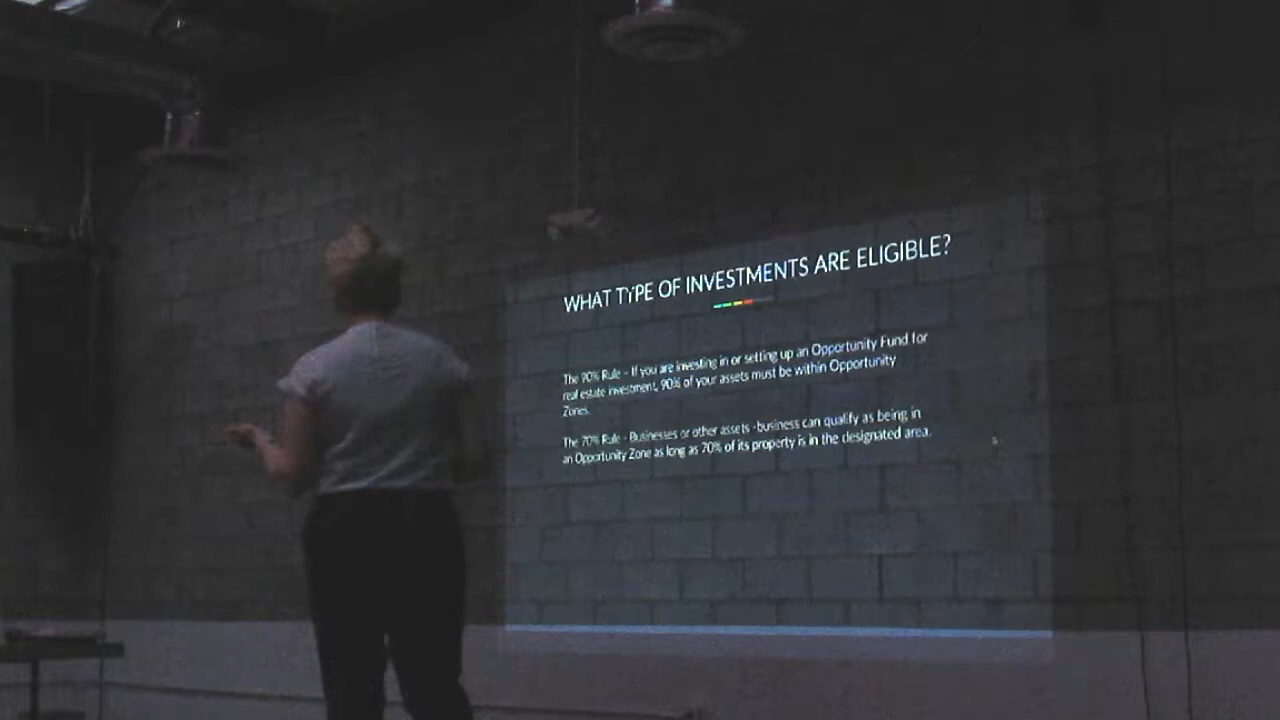 WHAT TYPE OF INVESTMENTS ARE ELIGIBLE?
The 90% Rule - If you are investing in or setting up an Opportunity Fund for
real estate investment, 90% of your assets must be within Opportunity
Zones.
The 70% Rule - Businesses or other assets - business can qualify as being in
an Opportunity Zone as long as 70% of its property is in the designated area.